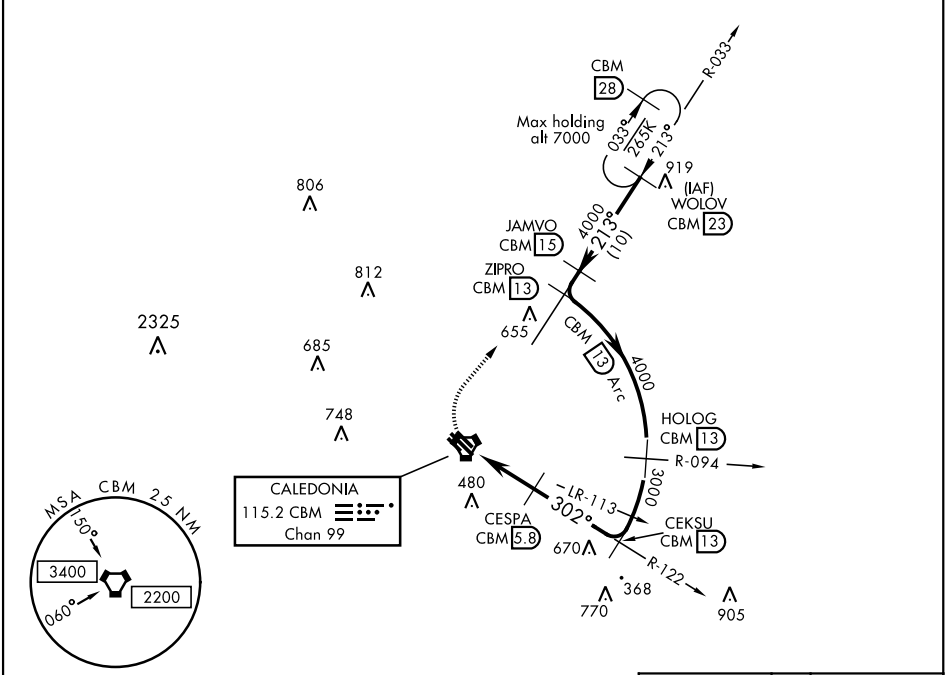 CBM
28
R-033
Max holding
alt 7000
033°
265K
213°
919
(IAF)
WOLOV
CBM 23
806
4000
213°
(10)
JAMVO
CBM 15
ZIPRO
CBM 13
812
655
2325
CBM 13 Arc
4000
685
748
HOLOG
CBM 13
R-094
3000
CALEDONIA
115.2 CBM
Chan 99
480
LR-113
302°
CESPA
CBM 5.8
CEKSU
CBM 13
670
R-122
368
770
905
MSA CBM 25 NM
150°
3400
2200
060°